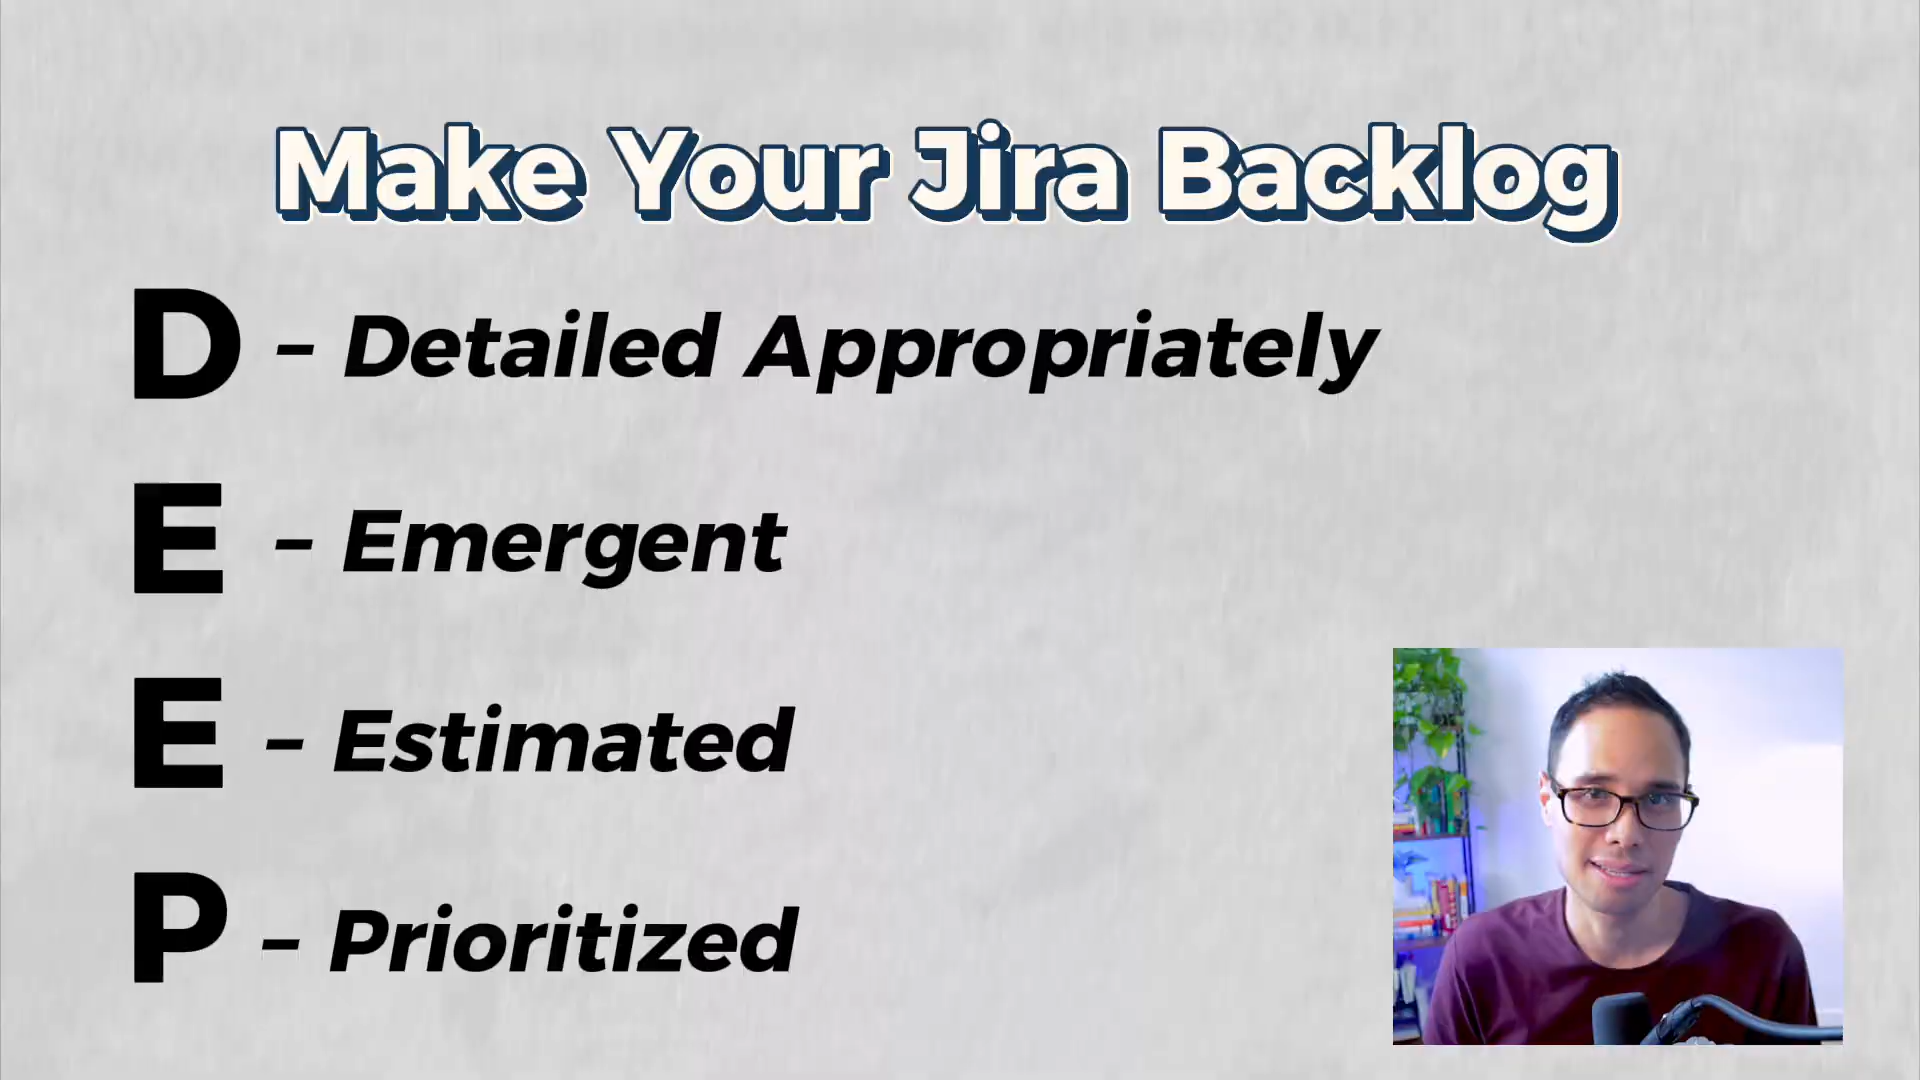 Make Your Jira Backlog
D - Detailed Appropriately
E - Emergent
E - Estimated
P - Prioritized